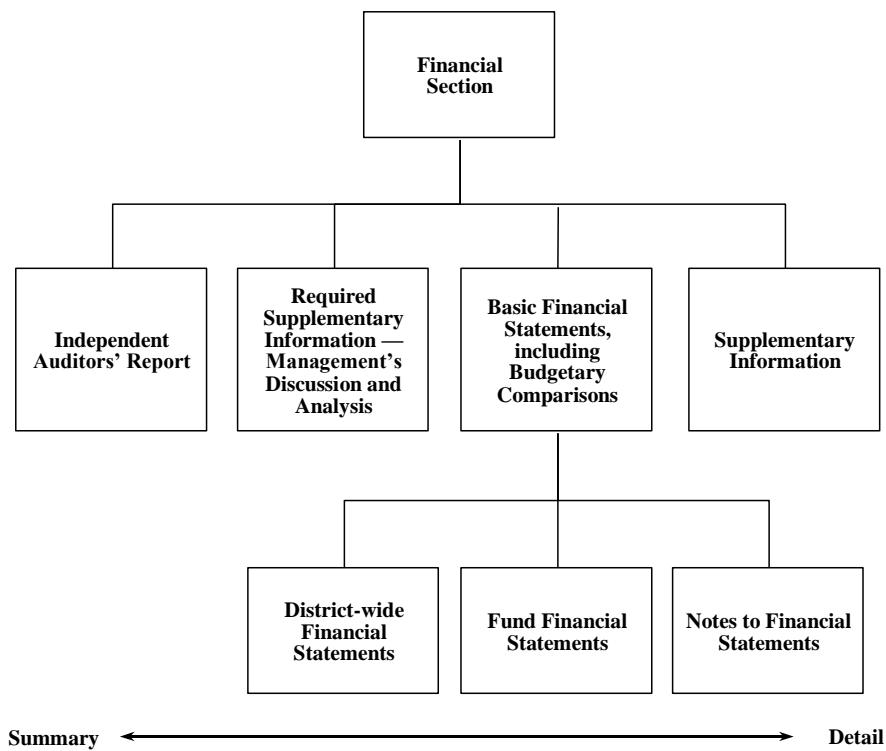 Financial
Section
Independent
Auditors’ Report
Required
Supplementary
Information —
Management’s
Discussion and
Analysis
Basic Financial
Statements,
including
Budgetary
Comparisons
Supplementary
Information
District-wide
Financial
Statements
Fund Financial
Statements
Notes to Financial
Statements
Summary
Detail